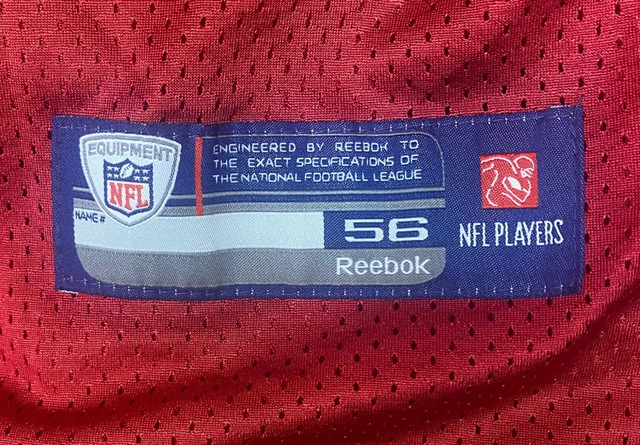 EQUIPMENT
NFL
ENGINEERED BY REEBOK TO
THE EXACT SPECIFICATIONS OF
THE NATIONAL FOOTBALL LEAGUE
NAME #
56
Reebok
NFL PLAYERS